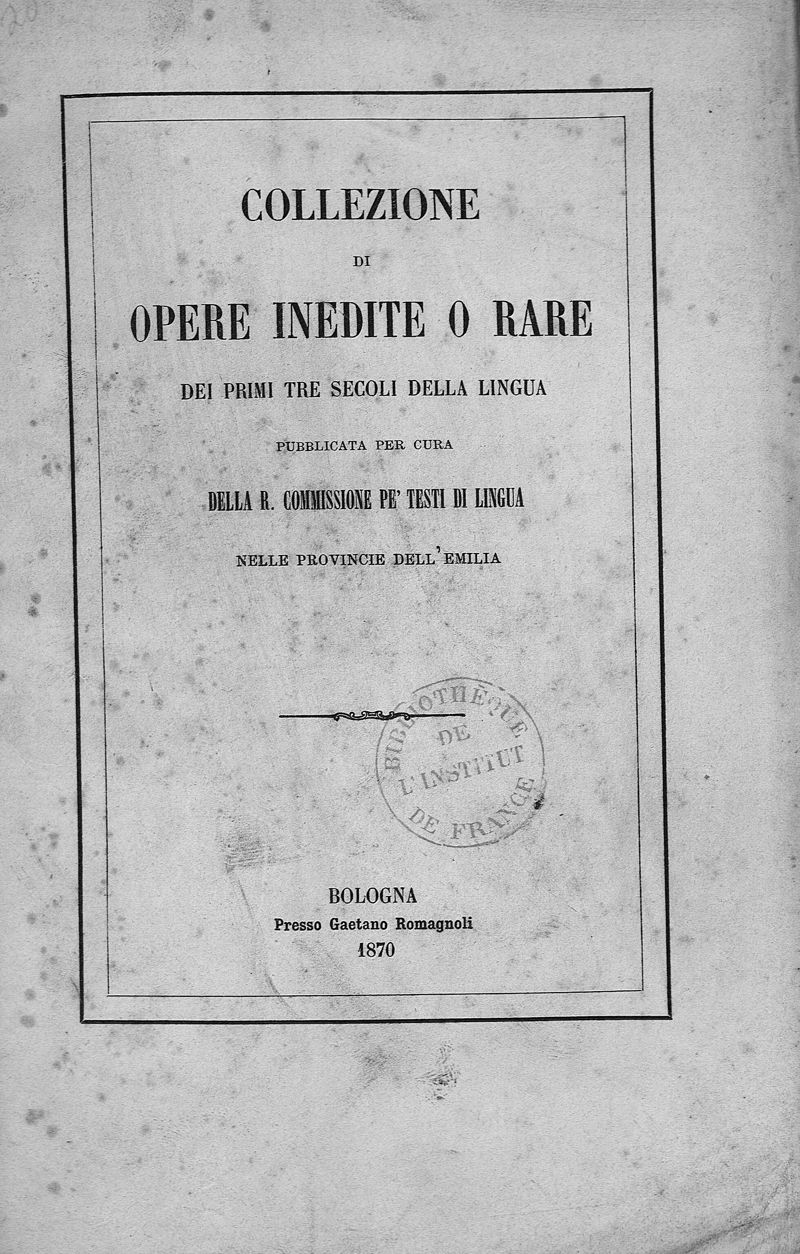 COLLEZIONE
DI
OPERE INEDITE O RARE
DEI PRIMI TRE SECOLI DELLA LINGUA
PUBBLICATA PER CURA
DELLA R. COMMISSIONE PE' TESTI DI LINGUA
NELLE PROVINCIE DELL'EMILIA
BIBLIOTHÈQUE
DE
L'INSTITUT
DE FRANCE
BOLOGNA
Presso Gaetano Romagnoli
1870